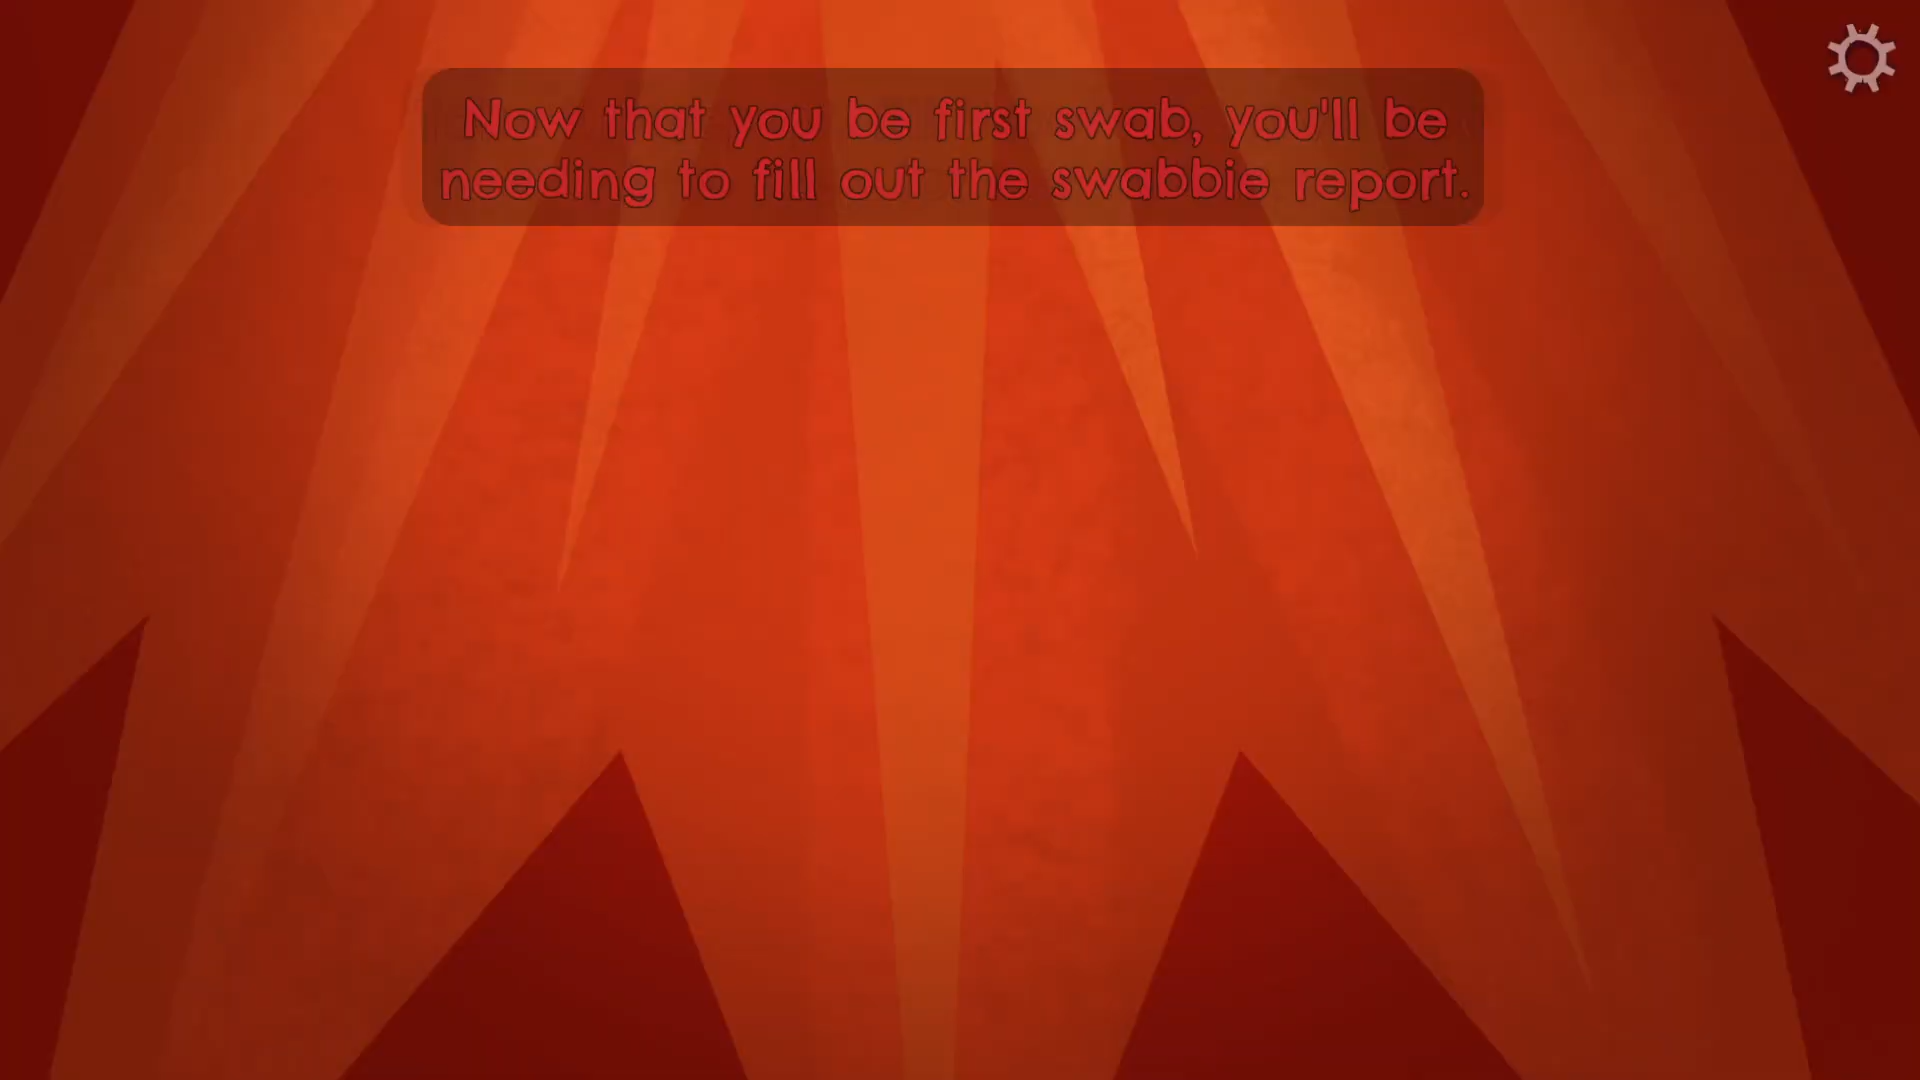 Now that you be first swab, you'll be
needing to fill out the swabbie report.